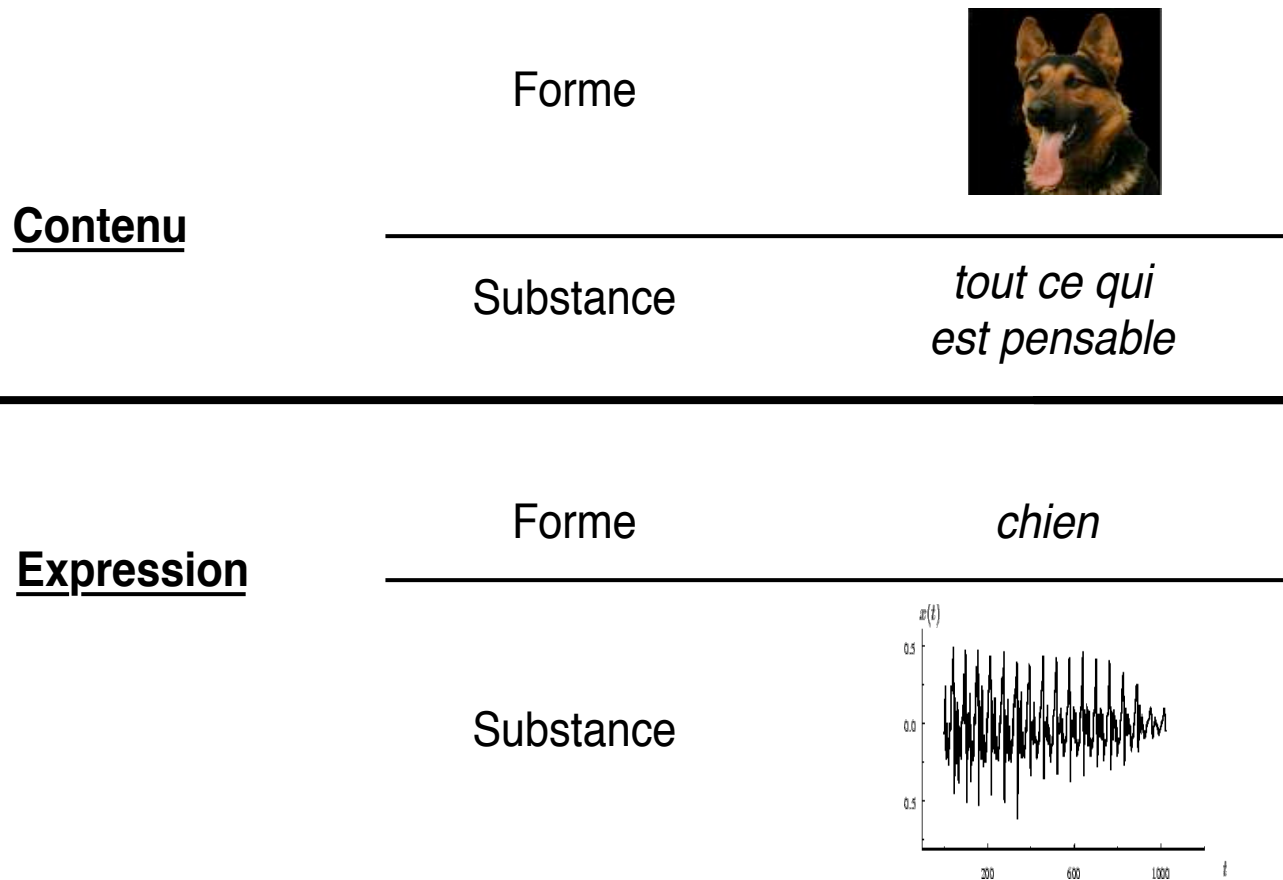 Forme
Contenu
Substance
tout ce qui
est pensable
Forme
chien
Expression
Substance
x(t)
0.5
0.0
0.5
200
600
1000
t